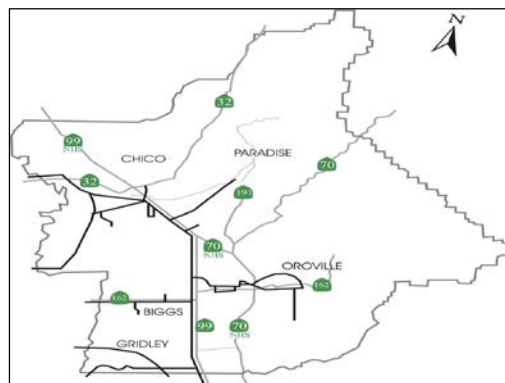 N
32
99
NHS
CHICO
PARADISE
32
70
191
70
NHS
OROVILLE
162
162
BIGGS
99
70
NHS
GRIDLEY